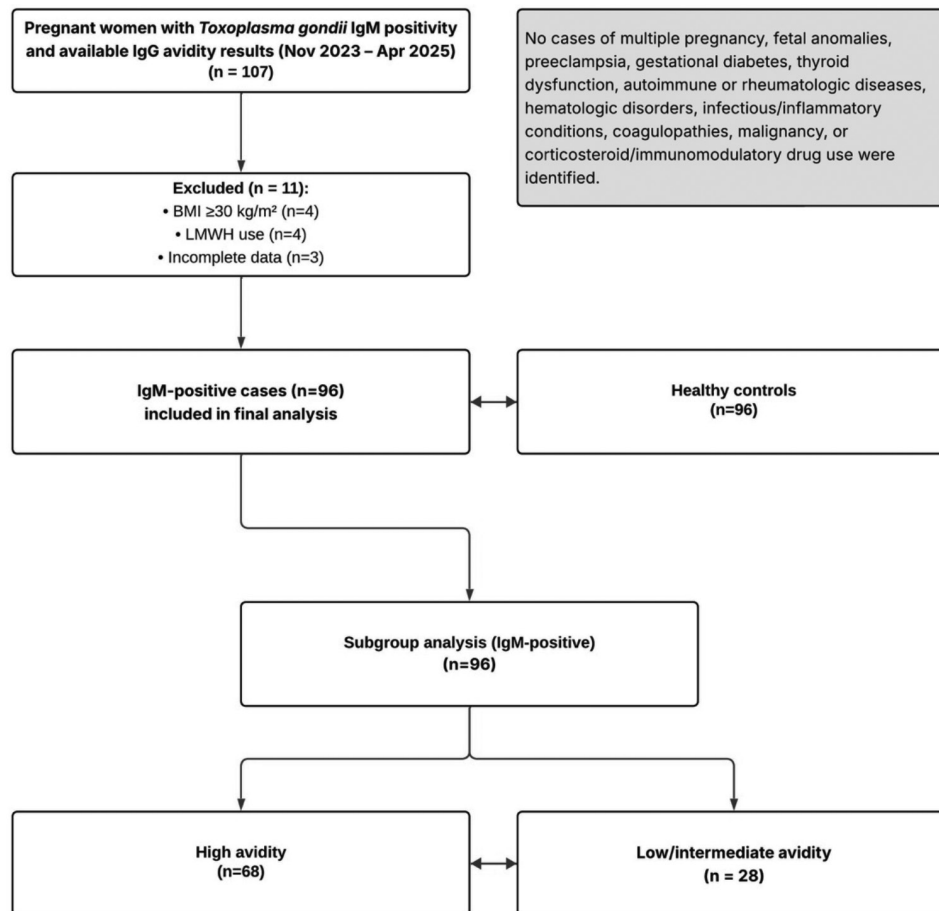 Pregnant women with Toxoplasma gondii IgM positivity
and available IgG avidity results (Nov 2023 – Apr 2025)
(n = 107)
No cases of multiple pregnancy, fetal anomalies,
preeclampsia, gestational diabetes, thyroid
dysfunction, autoimmune or rheumatologic diseases,
hematologic disorders, infectious/inflammatory
conditions, coagulopathies, malignancy, or
corticosteroid/immunomodulatory drug use were
identified.
Excluded (n = 11):
• BMI ≥30 kg/m² (n=4)
• LMWH use (n=4)
• Incomplete data (n=3)
IgM-positive cases (n=96)
included in final analysis
Healthy controls
(n=96)
Subgroup analysis (IgM-positive)
(n=96)
High avidity
(n=68)
Low/intermediate avidity
(n = 28)